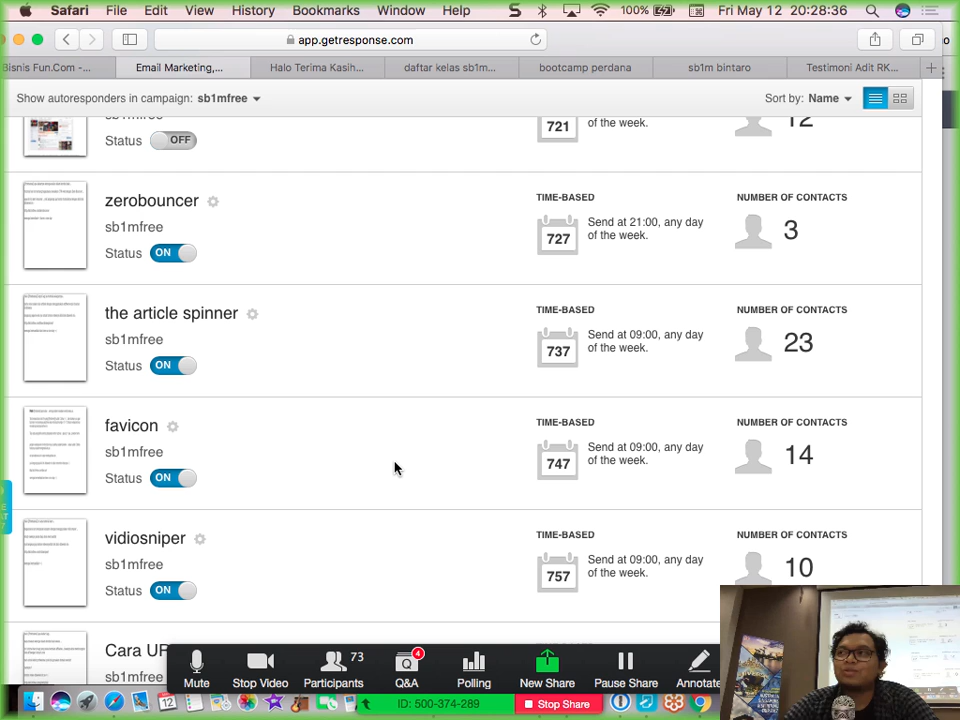 Safari File Edit View History Bookmarks Window Help 100% Fri May 12 20:28:36
app.getresponse.com
Bisnis Fun.Com -... Email Marketing,... Halo Terima Kasih... daftar kelas sb1m... bootcamp perdana sb1m bintaro Testimoni Adit RK...
Show autoresponders in campaign: sb1mfree Sort by: Name
721 of the week. 12
Status OFF
zerobouncer
sb1mfree
Status ON
TIME-BASED
727 Send at 21:00, any day
of the week.
NUMBER OF CONTACTS
3
the article spinner
sb1mfree
Status ON
TIME-BASED
737 Send at 09:00, any day
of the week.
NUMBER OF CONTACTS
23
favicon
sb1mfree
Status ON
TIME-BASED
747 Send at 09:00, any day
of the week.
NUMBER OF CONTACTS
14
vidiosniper
sb1mfree
Status ON
TIME-BASED
757 Send at 09:00, any day
of the week.
NUMBER OF CONTACTS
10
Cara
73 4
Mute Stop Video Participants Q&A Polling New Share Pause Share Annotate
12 ID: 500-374-289 Stop Share